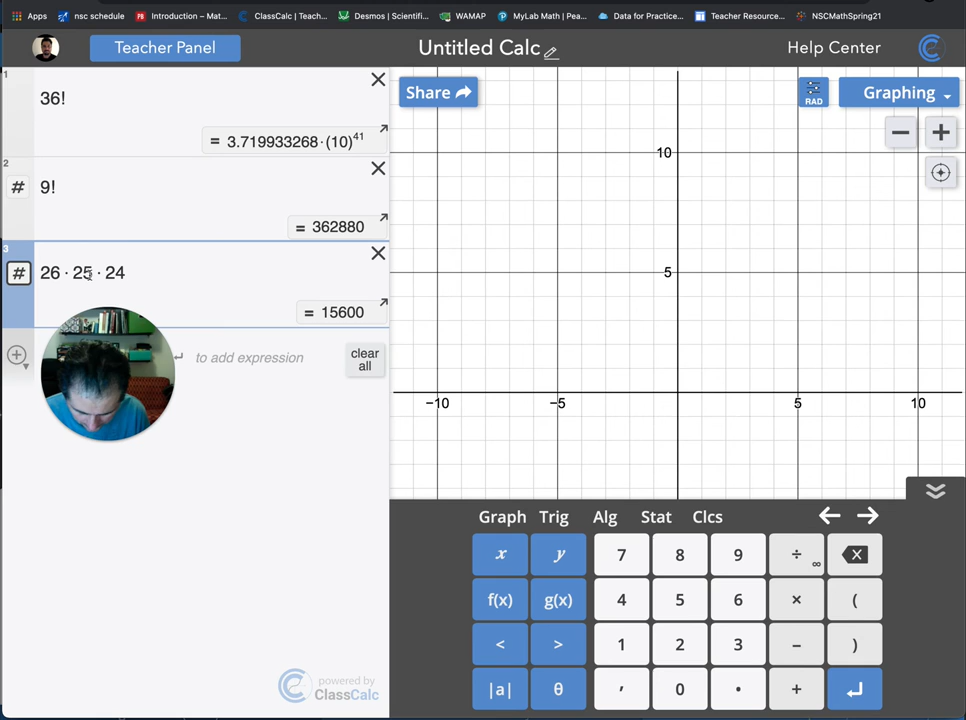 Apps nsc schedule Introduction – Mat... ClassCalc | Teach... Desmos | Scientifi... WAMAP MyLab Math | Pea... Data for Practice... Teacher Resource... NSCMathSpring21
Teacher Panel Untitled Calc Help Center
1
36!
= 3.719933268·(10)⁴¹
2
# 9!
= 362880
3
# 26 · 25 · 24
= 15600
to add expression
clear
all
powered by
ClassCalc
Share RAD Graphing
− +
10
5
−10 −5 5 10
Graph Trig Alg Stat Clcs
x y 7 8 9 ÷ ∞ X
f(x) g(x) 4 5 6 × (
< > 1 2 3 − )
|a| θ , 0 . +